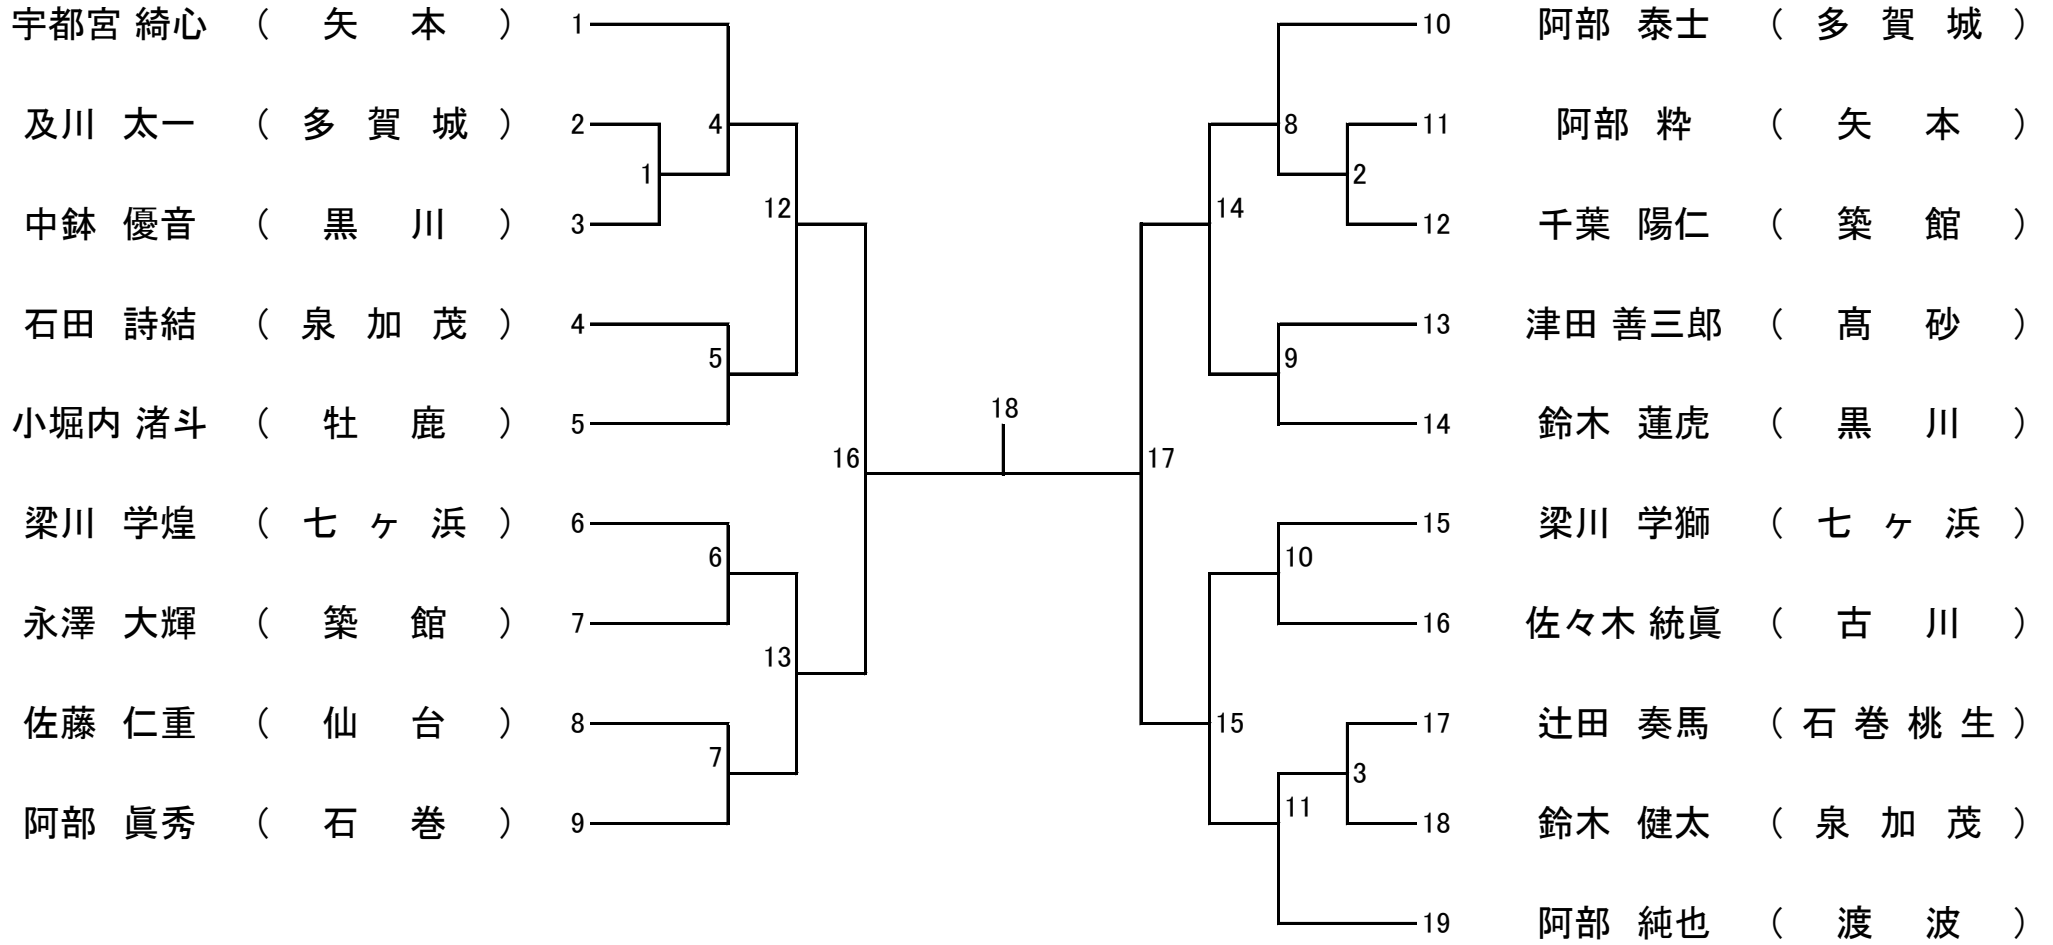 宇都宮 綺心 （ 矢 本 ） 1 10 阿部 泰士 （ 多 賀 城 ）
及川 太一 （ 多 賀 城 ） 2 4 8 11 阿部 粋 （ 矢 本 ）
1 2
中鉢 優音 （ 黒 川 ） 3 12 14 12 千葉 陽仁 （ 築 館 ）
石田 詩結 （ 泉 加 茂 ） 4 13 津田 善三郎 （ 髙 砂 ）
5 9
小堀内 渚斗 （ 牡 鹿 ） 5 18 14 鈴木 蓮虎 （ 黒 川 ）
16 17
梁川 学煌 （ 七 ヶ 浜 ） 6 15 梁川 学獅 （ 七 ヶ 浜 ）
6 10
永澤 大輝 （ 築 館 ） 7 16 佐々木 統眞 （ 古 川 ）
13
佐藤 仁重 （ 仙 台 ） 8 15 17 辻田 奏馬 （ 石 巻 桃 生 ）
7 3
阿部 眞秀 （ 石 巻 ） 9 11 18 鈴木 健太 （ 泉 加 茂 ）
19 阿部 純也 （ 渡 波 ）